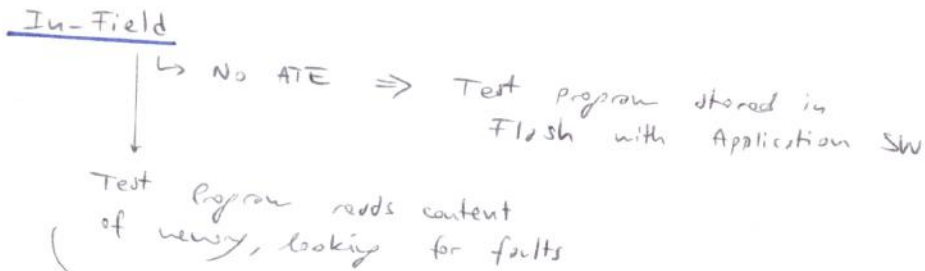 In-Field
↳ No ATE ⇒ Test Program stored in
Flash with Application SW
Test Program reads content
of memory, looking for faults